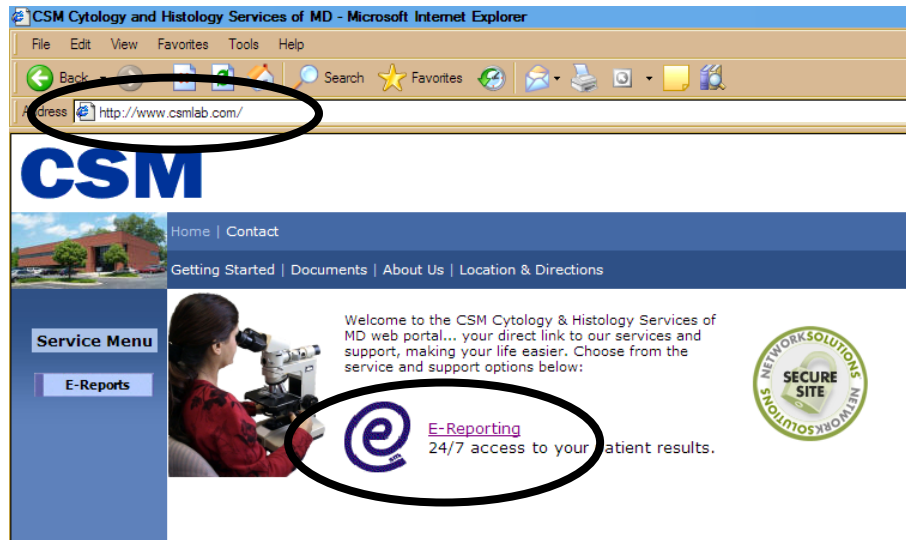 CSM Cytology and Histology Services of MD - Microsoft Internet Explorer
File Edit View Favorites Tools Help
Back Search Favorites
Address http://www.csmlab.com/
CSM
Home | Contact
Getting Started | Documents | About Us | Location & Directions
Service Menu
E-Reports
Welcome to the CSM Cytology & Histology Services of
MD web portal... your direct link to our services and
support, making your life easier. Choose from the
service and support options below:
E-Reporting
24/7 access to your patient results.
NETWORKSOLUTIONS
SECURE
SITE
NETWORKSOLUTIONS